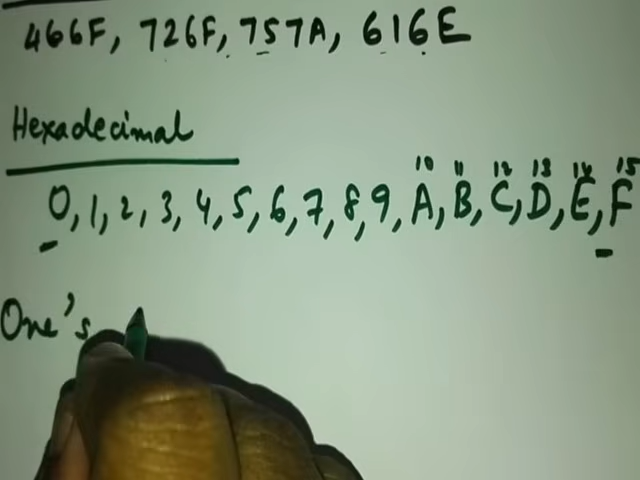 466F, 726F, 757A, 616E
Hexadecimal
10 11 12 13 14 15
0, 1, 2, 3, 4, 5, 6, 7, 8, 9, A, B, C, D, E, F
One's